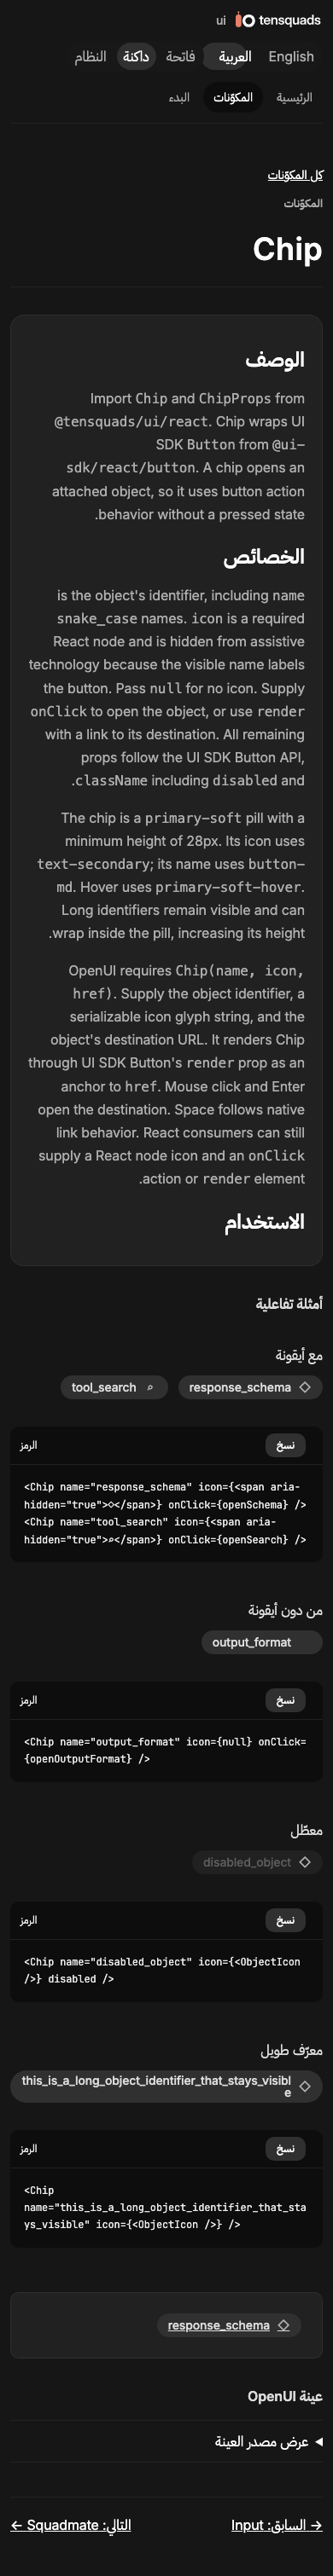 tensquads ui
English العربية فاتحة داكنة النظام
الرئيسية المكوّنات البدء
كل المكوّنات
المكوّنات
Chip
الوصف
Import Chip and ChipProps from
@tensquads/ui/react. Chip wraps UI
SDK Button from @ui-
sdk/react/button. A chip opens an
attached object, so it uses button action
behavior without a pressed state.
الخصائص
name is the object's identifier, including
snake_case names. icon is a required
React node and is hidden from assistive
technology because the visible name labels
the button. Pass null for no icon. Supply
onClick to open the object, or use render
with a link to its destination. All remaining
props follow the UI SDK Button API,
including disabled and className.
The chip is a primary-soft pill with a
minimum height of 28px. Its icon uses
text-secondary; its name uses button-
md. Hover uses primary-soft-hover.
Long identifiers remain visible and can
wrap inside the pill, increasing its height.
OpenUI requires Chip(name, icon,
href). Supply the object identifier, a
serializable icon glyph string, and the
object's destination URL. It renders Chip
through UI SDK Button's render prop as an
anchor to href. Mouse click and Enter
open the destination. Space follows native
link behavior. React consumers can still
supply a React node icon and an onClick
action or render element.
الاستخدام
أمثلة تفاعلية
مع أيقونة
◇ response_schema ⌕ tool_search
نسخ الرمز
<Chip name="response_schema" icon={<span aria-
hidden="true">◇</span>} onClick={openSchema} />
<Chip name="tool_search" icon={<span aria-
hidden="true">⌕</span>} onClick={openSearch} />
من دون أيقونة
output_format
نسخ الرمز
<Chip name="output_format" icon={null} onClick=
{openOutputFormat} />
معطّل
◇ disabled_object
نسخ الرمز
<Chip name="disabled_object" icon={<ObjectIcon
/>} disabled />
معرّف طويل
◇ this_is_a_long_object_identifier_that_stays_visibl
e
نسخ الرمز
<Chip
name="this_is_a_long_object_identifier_that_sta
ys_visible" icon={<ObjectIcon />} />
◇ response_schema
عينة OpenUI
◀ عرض مصدر العينة
→ السابق: Input التالي: Squadmate ←